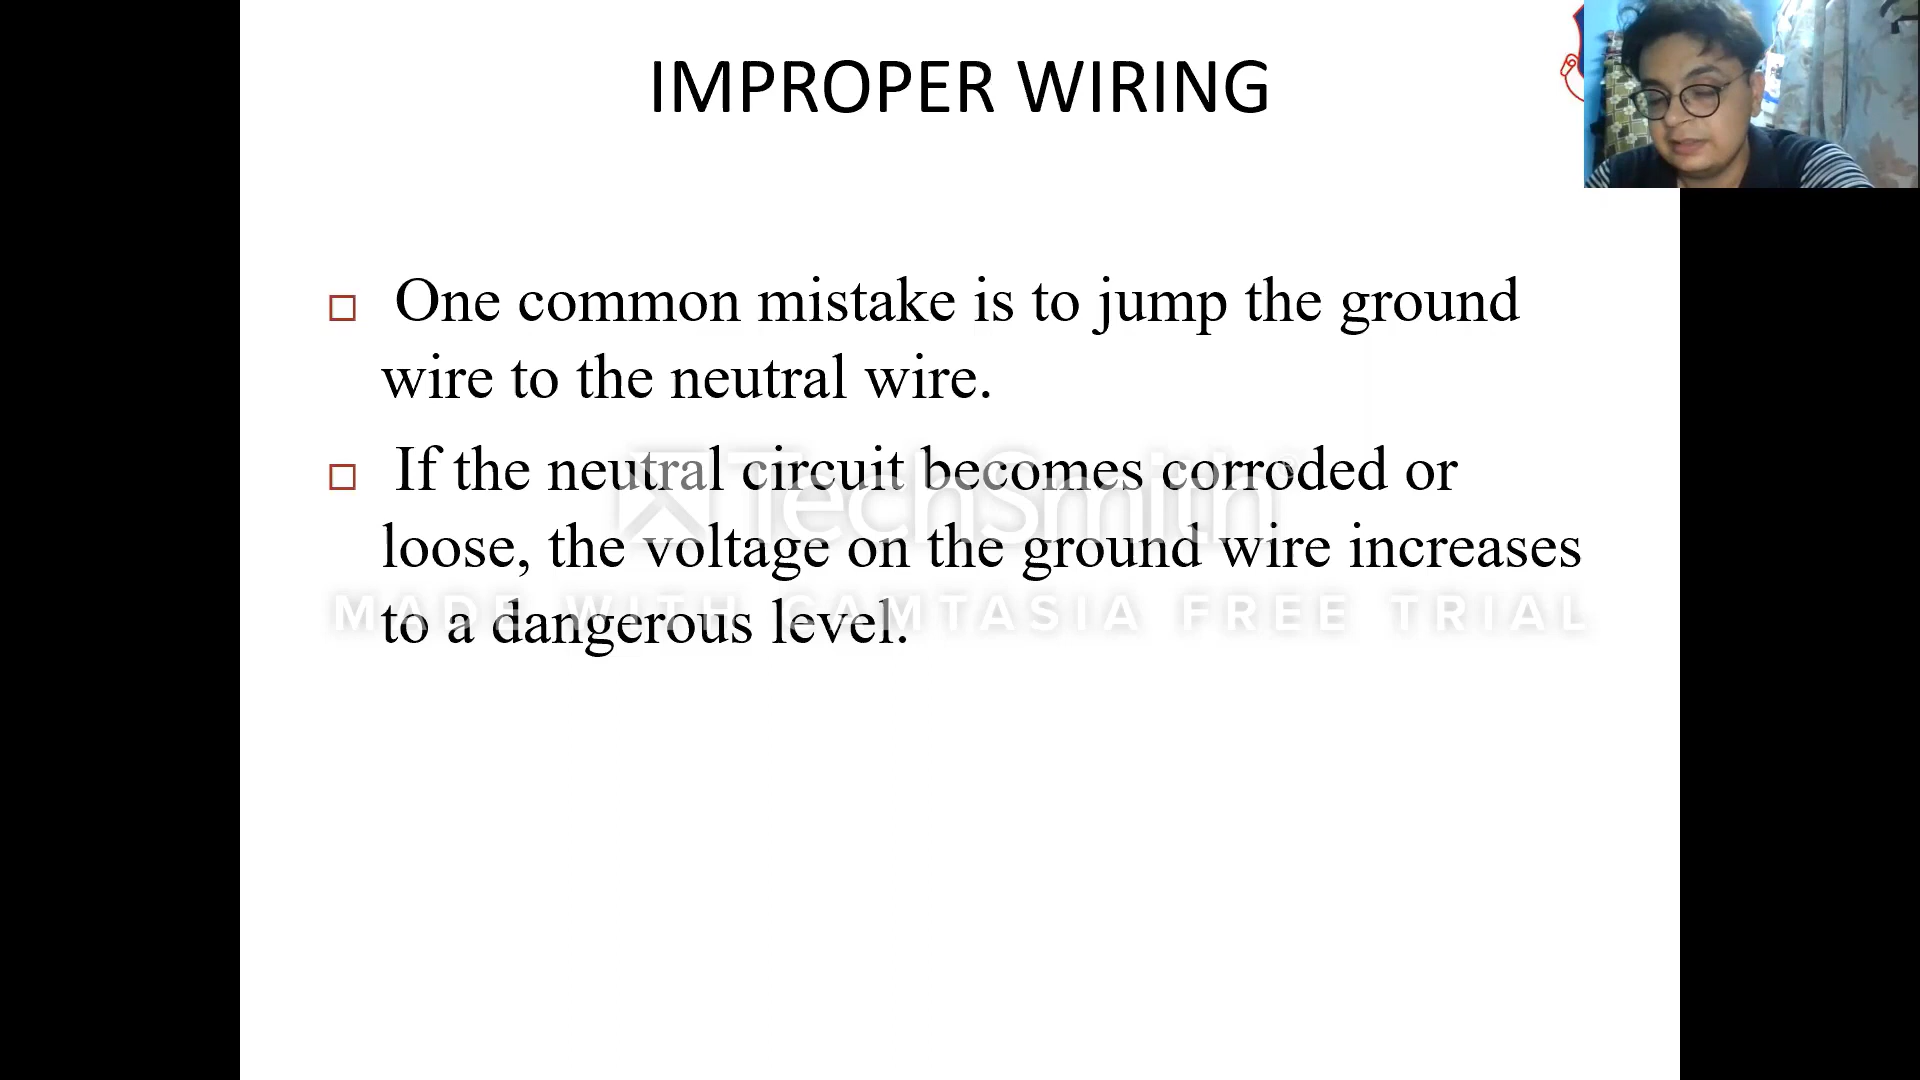 IMPROPER WIRING
One common mistake is to jump the ground
wire to the neutral wire.
If the neutral circuit becomes corroded or
loose, the voltage on the ground wire increases
to a dangerous level.
TechSmith
MADE WITH CAMTASIA FREE TRIAL